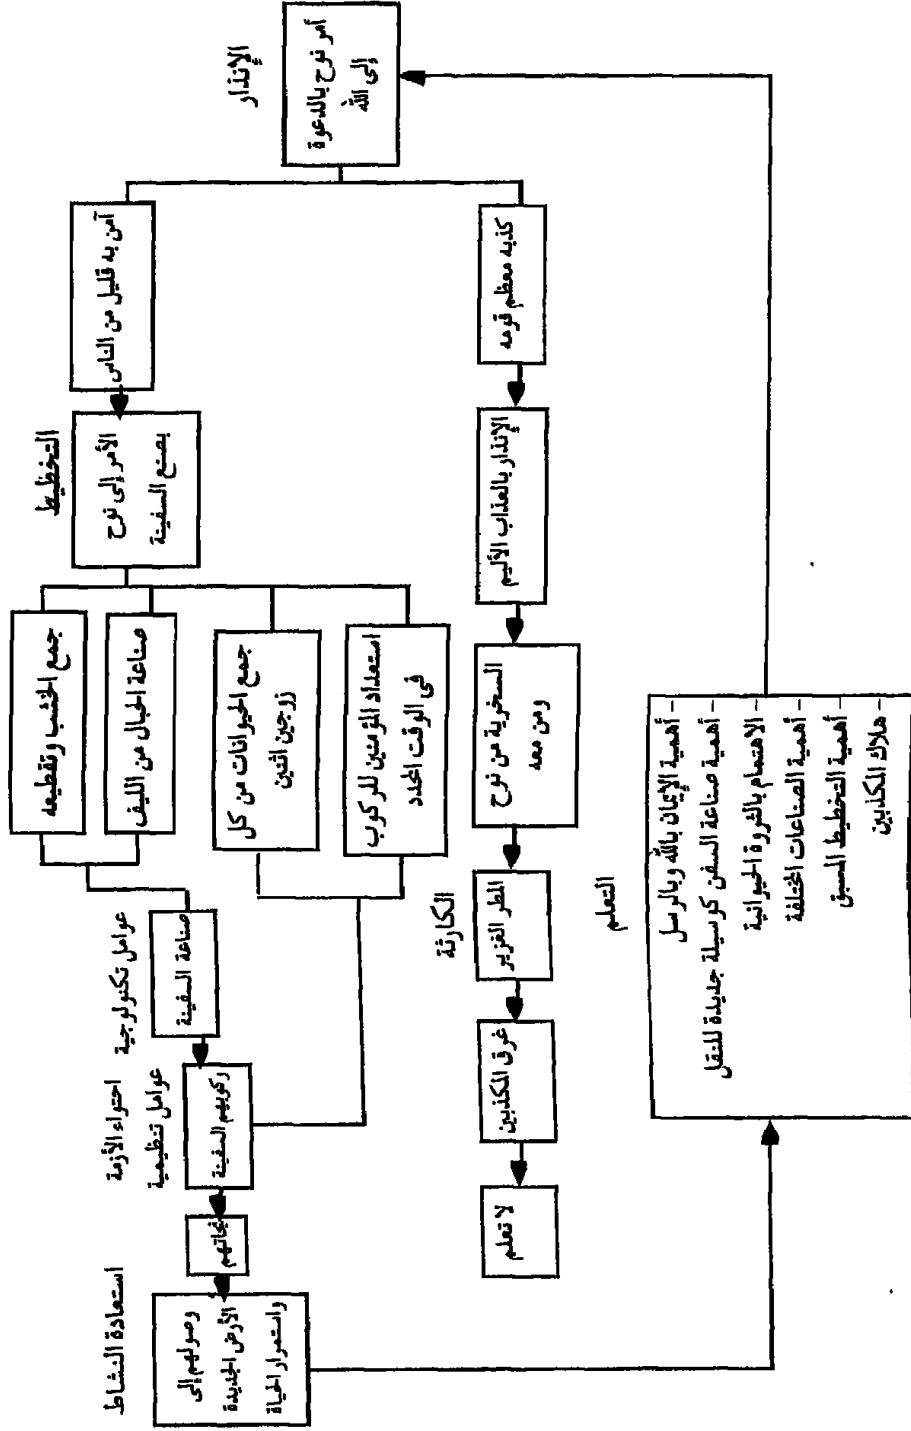 الإنذار
أمر نوح بالدعوة
إلى الله
آمن به قليل من الناس
التخطيط
الأمر إلى نوح
بصنع السفينة
جمع الخشب وتقطيعه
صناعة الحبال من الليف
جمع الحيوانات من كل
زوجين اثنين
استعداد المؤمنين للركوب
فى الوقت المحدد
عوامل تكنولوجية
صناعة السفينة
احتواء الأزمة
عوامل تنظيمية
ركوبهم السفينة
نجاتهم
استعادة النشاط
وصولهم إلى
الأرض الجديدة
واستمرار الحياة
كذبه معظم قومه
الإنذار بالعذاب الأليم
السخرية من نوح
ومن معه
الكارثة
المطر الغزير
غرق المكذبين
لا تعلم
التعلم
– أهمية الإيمان بالله وبالرسل
– أهمية صناعة السفن كوسيلة جديدة للنقل
– الاهتمام بالثروة الحيوانية
– أهمية الصناعات المختلفة
– أهمية التخطيط المسبق
– هلاك المكذبين